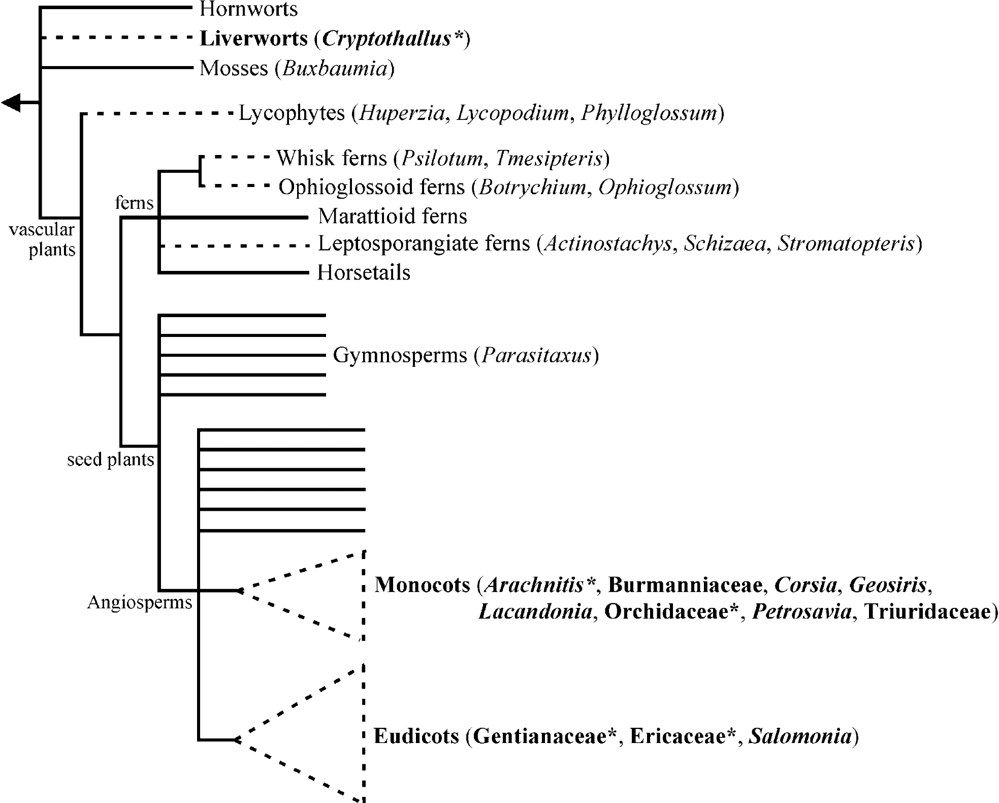 Hornworts
Liverworts (Cryptothallus*)
Mosses (Buxbaumia)
Lycophytes (Huperzia, Lycopodium, Phylloglossum)
Whisk ferns (Psilotum, Tmesipteris)
Ophioglossoid ferns (Botrychium, Ophioglossum)
ferns
Marattioid ferns
vascular
plants
Leptosporangiate ferns (Actinostachys, Schizaea, Stromatopteris)
Horsetails
Gymnosperms (Parasitaxus)
seed plants
Monocots (Arachnitis*, Burmanniaceae, Corsia, Geosiris,
Lacandonia, Orchidaceae*, Petrosavia, Triuridaceae)
Angiosperms
Eudicots (Gentianaceae*, Ericaceae*, Salomonia)